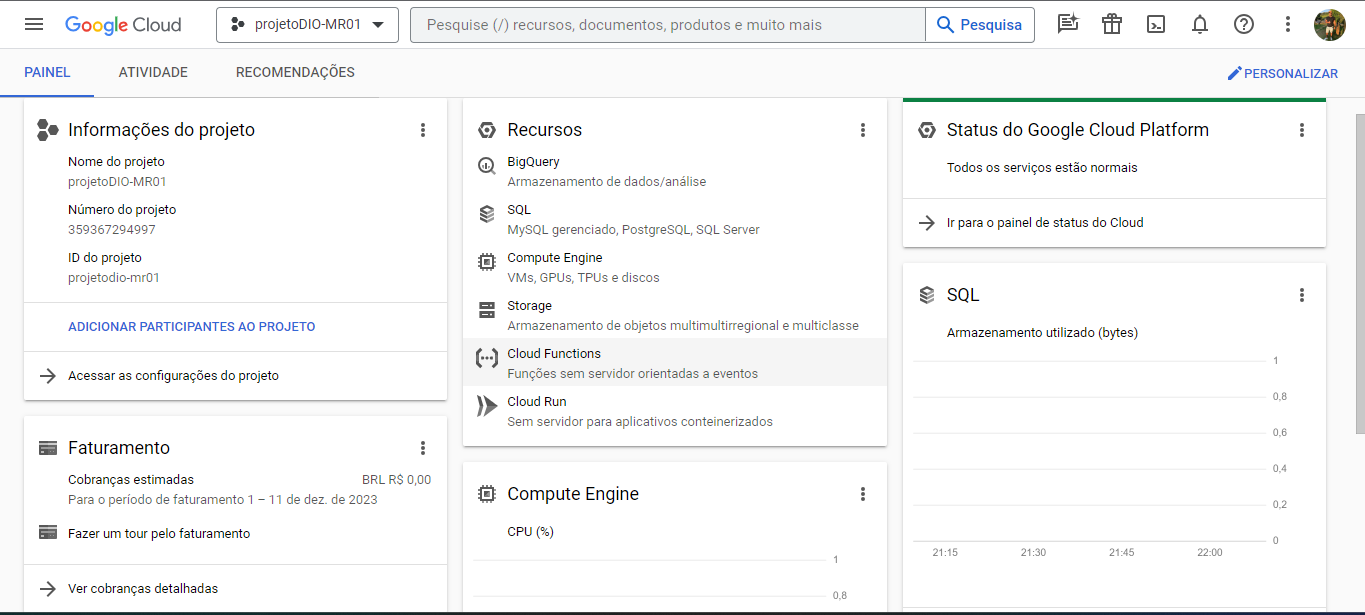 Google Cloud
projetoDIO-MR01
Pesquise (/) recursos, documentos, produtos e muito mais
Pesquisa
PAINEL
ATIVIDADE
RECOMENDAÇÕES
PERSONALIZAR
Informações do projeto
Nome do projeto
projetoDIO-MR01
Número do projeto
359367294997
ID do projeto
projetodio-mr01
ADICIONAR PARTICIPANTES AO PROJETO
Acessar as configurações do projeto
Faturamento
Cobranças estimadas BRL R$ 0,00
Para o período de faturamento 1 – 11 de dez. de 2023
Fazer um tour pelo faturamento
Ver cobranças detalhadas
Recursos
BigQuery
Armazenamento de dados/análise
SQL
MySQL gerenciado, PostgreSQL, SQL Server
Compute Engine
VMs, GPUs, TPUs e discos
Storage
Armazenamento de objetos multimultirregional e multiclasse
Cloud Functions
Funções sem servidor orientadas a eventos
Cloud Run
Sem servidor para aplicativos conteinerizados
Compute Engine
CPU (%)
1
0,8
Status do Google Cloud Platform
Todos os serviços estão normais
Ir para o painel de status do Cloud
SQL
Armazenamento utilizado (bytes)
1
0,8
0,6
0,4
0,2
0
21:15 21:30 21:45 22:00